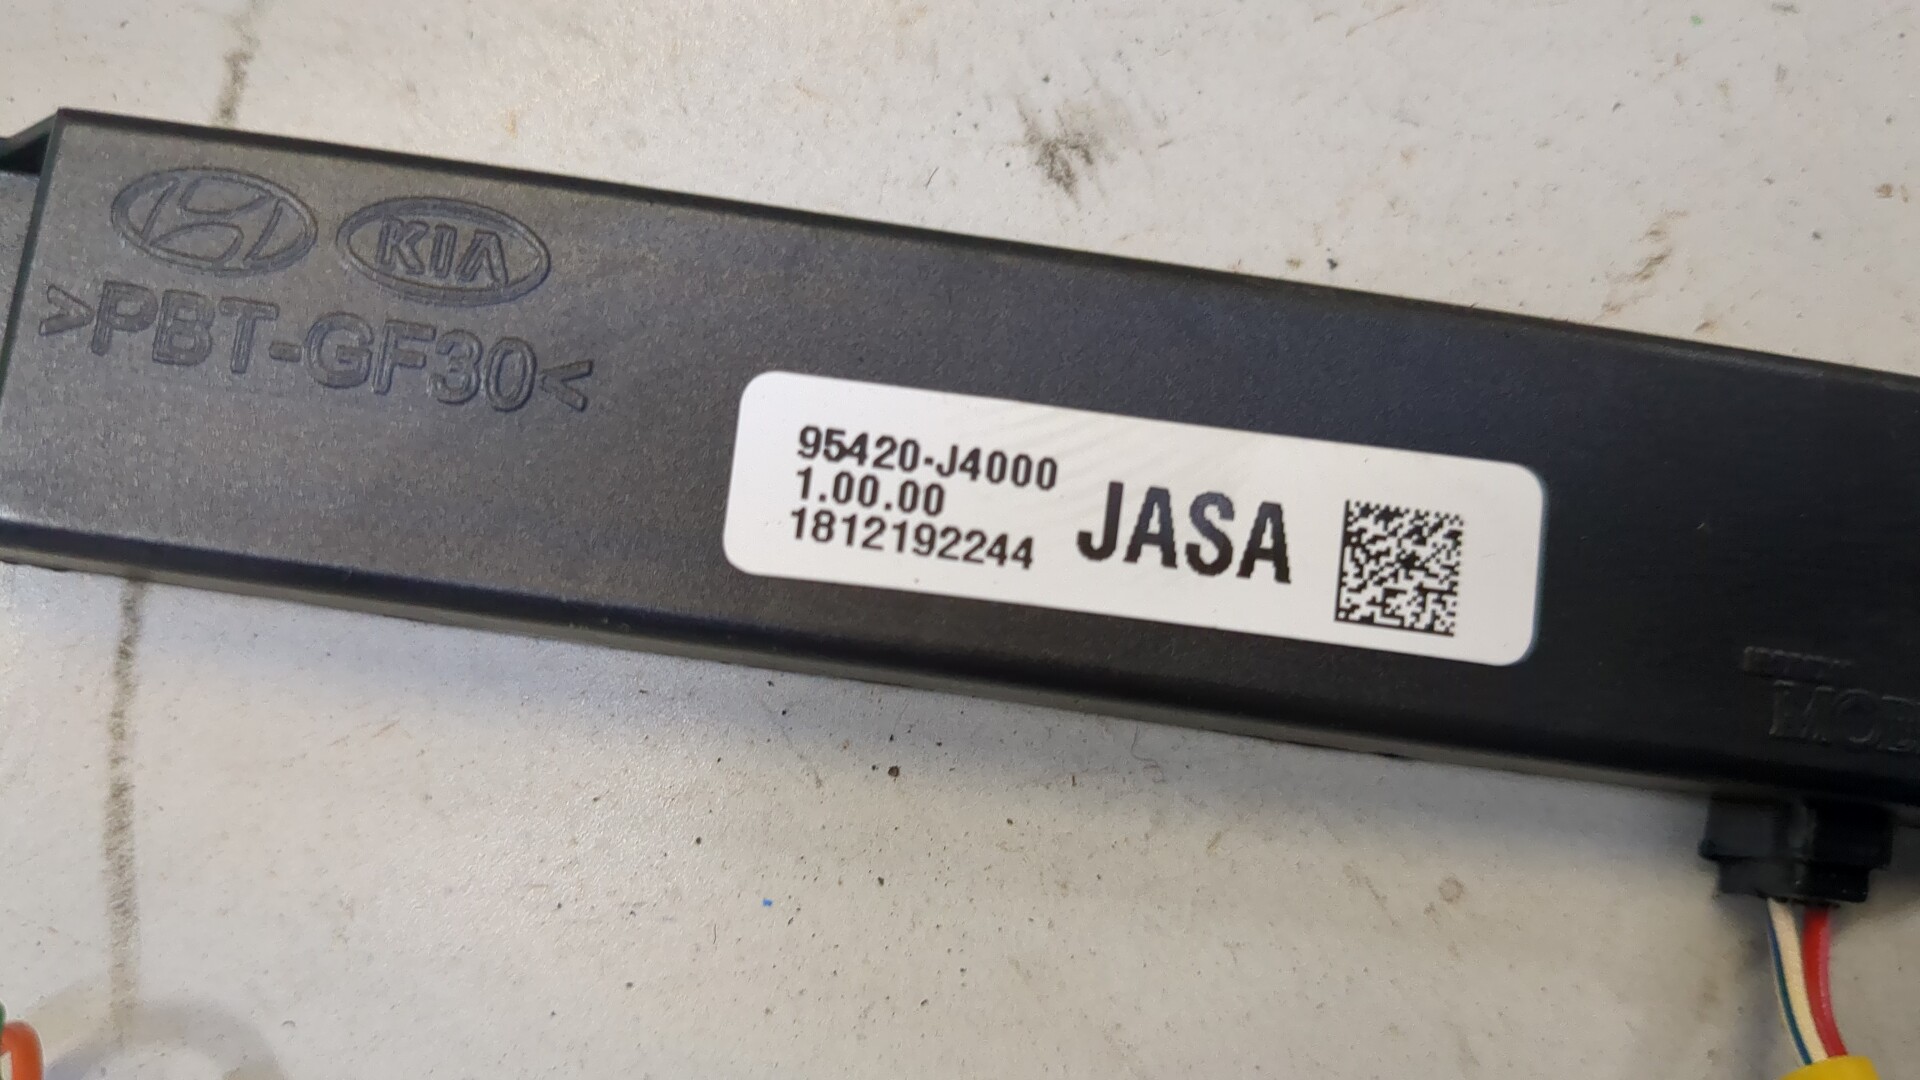 KIA
>PBT-GF30<
95420-J4000
1.00.00
1812192244
JASA